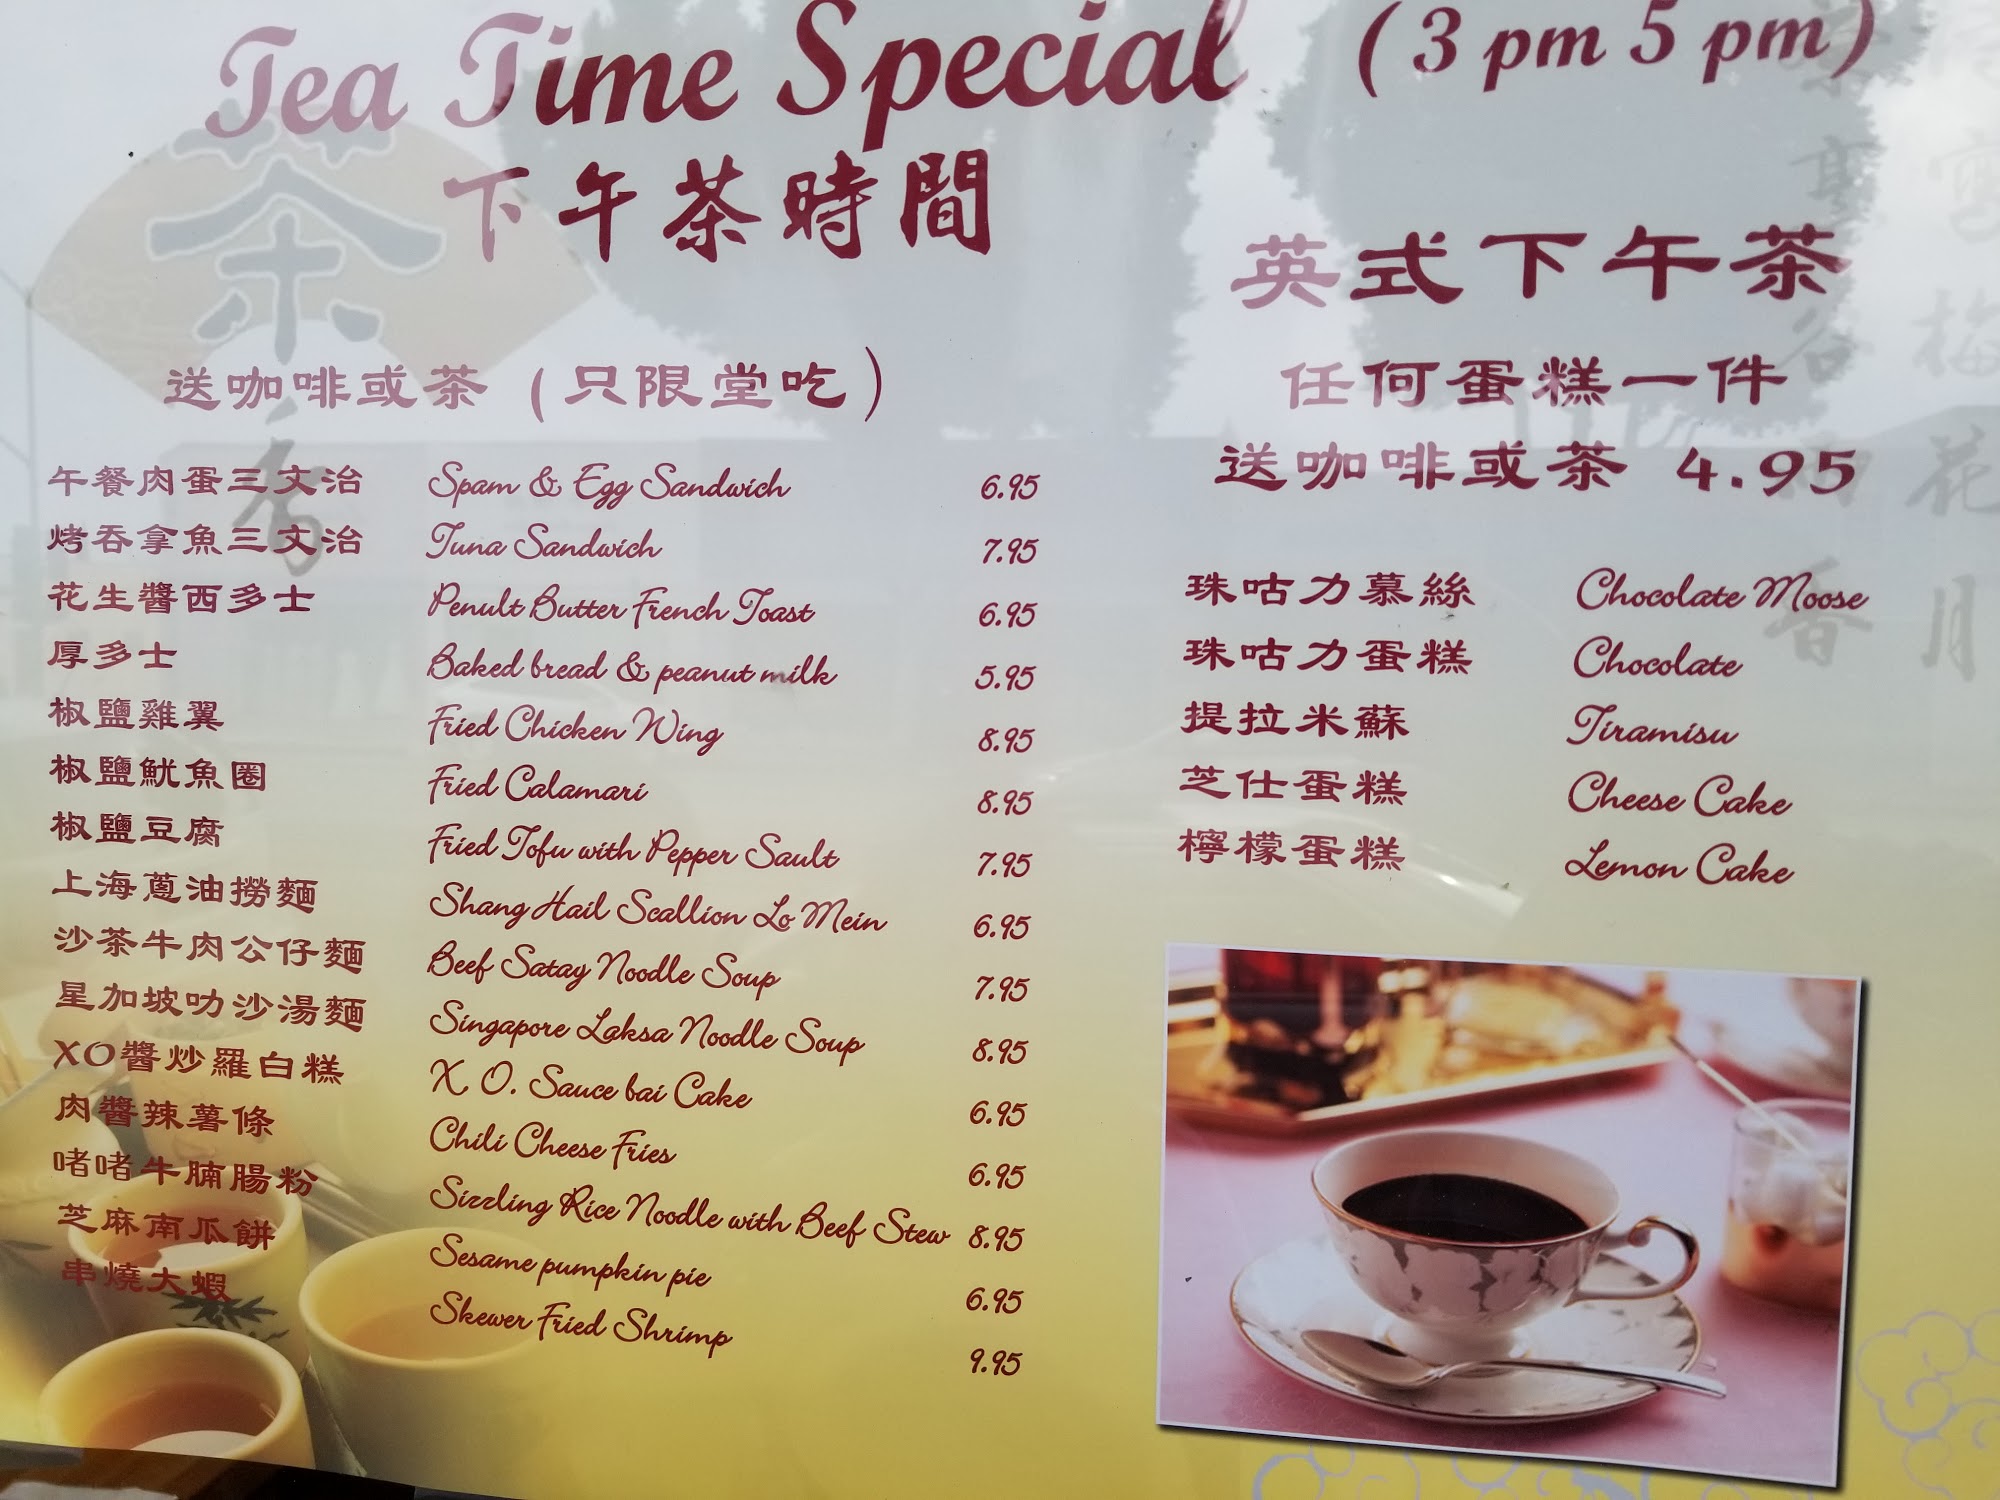 Tea Time Special (3 pm 5 pm)
下午茶時間
送咖啡或茶 (只限堂吃)
午餐肉蛋三文治 Spam & Egg Sandwich 6.95
烤吞拿魚三文治 Tuna Sandwich 7.95
花生醬西多士 Penult Butter French Toast 6.95
厚多士 Baked bread & peanut milk 5.95
椒鹽雞翼 Fried Chicken Wing 8.95
椒鹽魷魚圈 Fried Calamari 8.95
椒鹽豆腐 Fried Tofu with Pepper Sault 7.95
上海蔥油撈麵 Shang Hail Scallion Lo Mein 6.95
沙茶牛肉公仔麵 Beef Satay Noodle Soup 7.95
星加坡叻沙湯麵 Singapore Laksa Noodle Soup 8.95
XO醬炒羅白糕 X. O. Sauce bai Cake 6.95
肉醬辣薯條 Chili Cheese Fries 6.95
啫啫牛腩腸粉 Sizzling Rice Noodle with Beef Stew 8.95
芝麻南瓜餅 Sesame pumpkin pie 6.95
串燒大蝦 Skewer Fried Shrimp 9.95
英式下午茶
任何蛋糕一件
送咖啡或茶 4.95
珠咕力慕絲 Chocolate Moose
珠咕力蛋糕 Chocolate
提拉米蘇 Tiramisu
芝仕蛋糕 Cheese Cake
檸檬蛋糕 Lemon Cake
茶
香